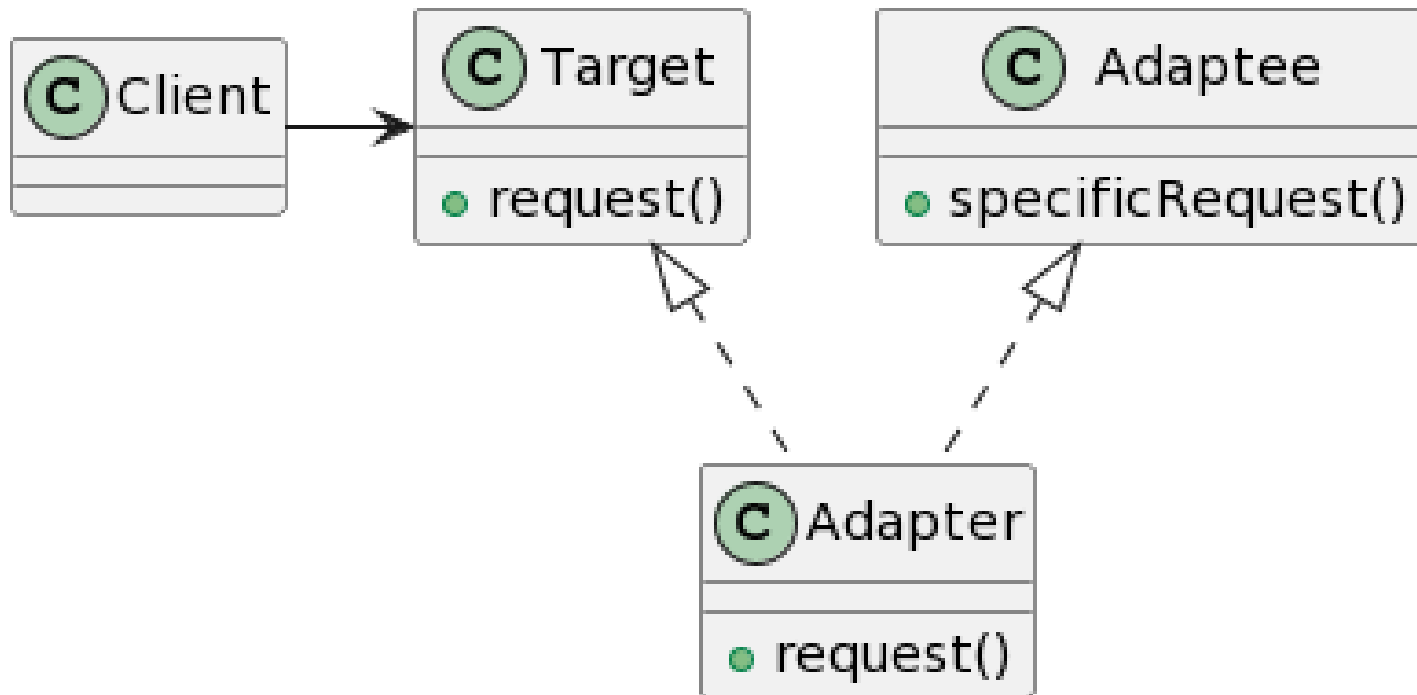 C Client
C Target
request()
C Adaptee
specificRequest()
C Adapter
request()